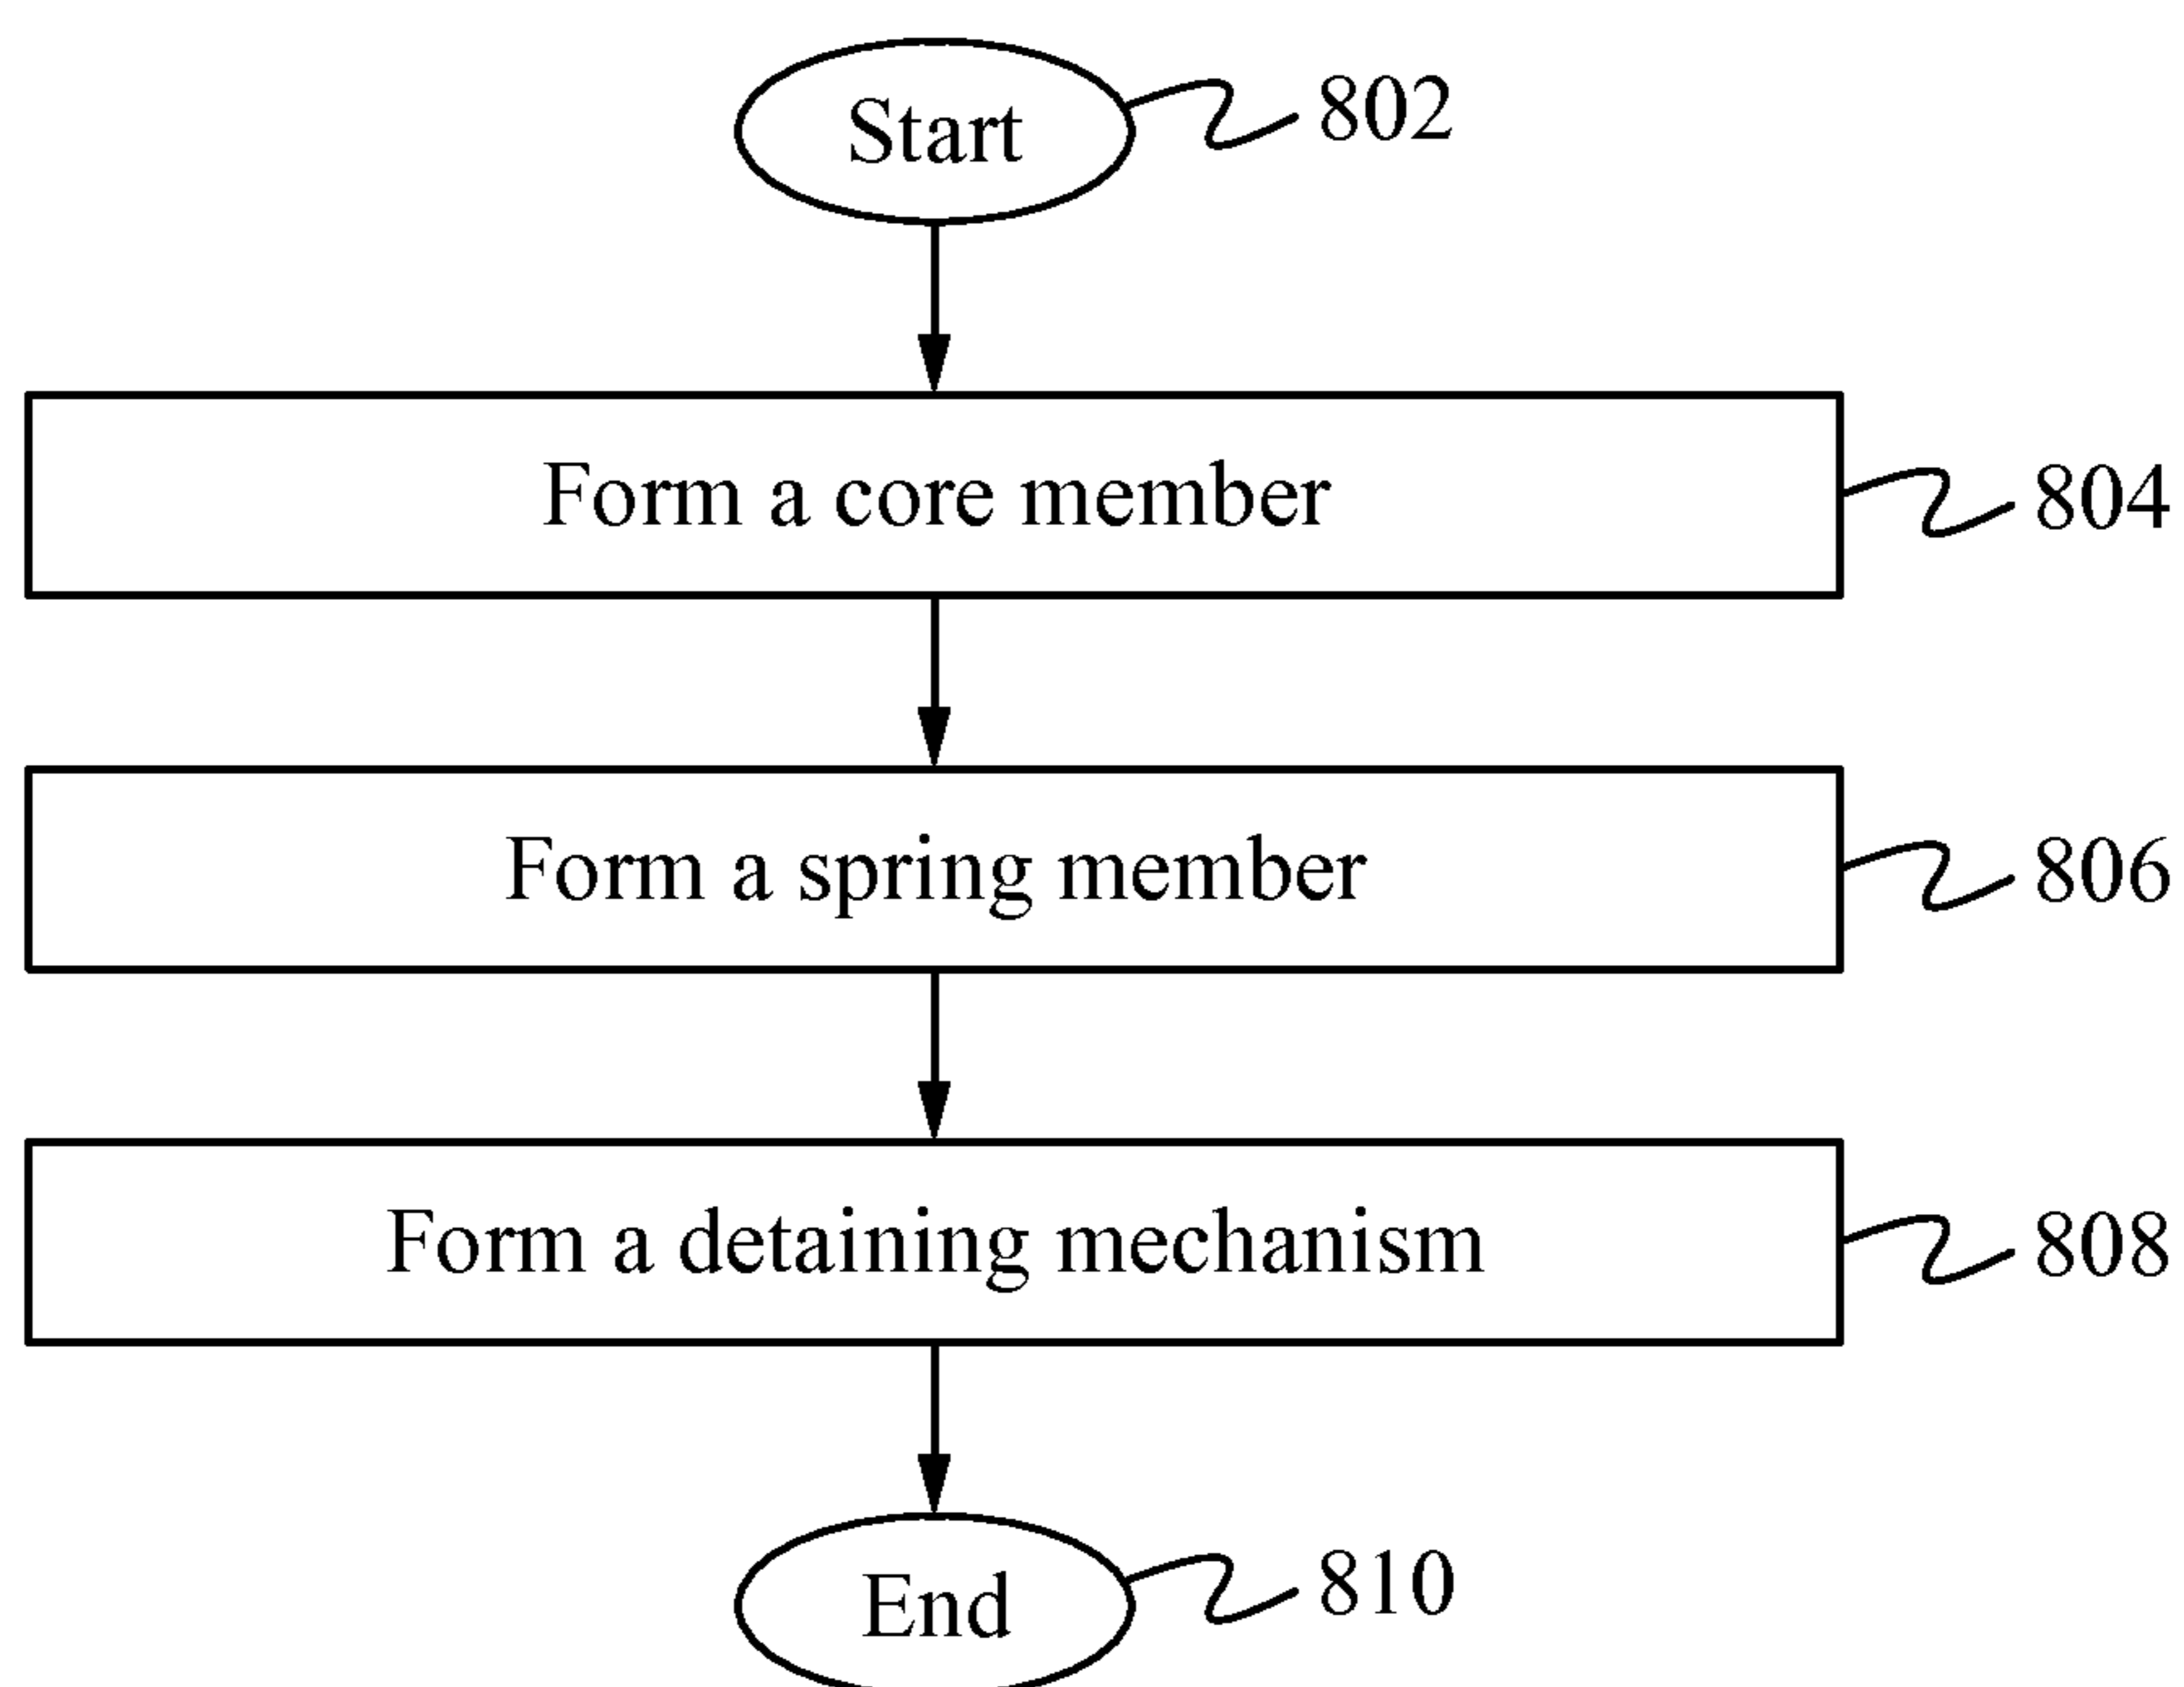 Start 802
Form a core member 804
Form a spring member 806
Form a detaining mechanism 808
End 810